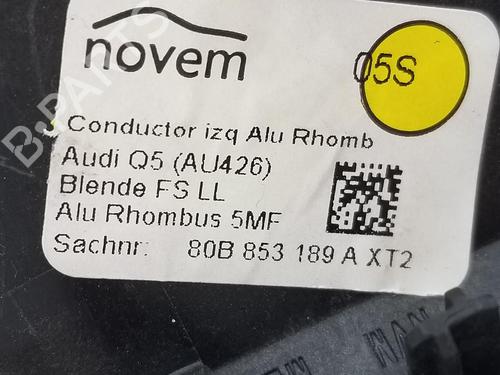 novem
05S
Conductor izq Alu Rhomb
Audi Q5 (AU426)
Blende FS LL
Alu Rhombus 5MF
Sachnr: 80B 853 189 A XT2
B-PARTS